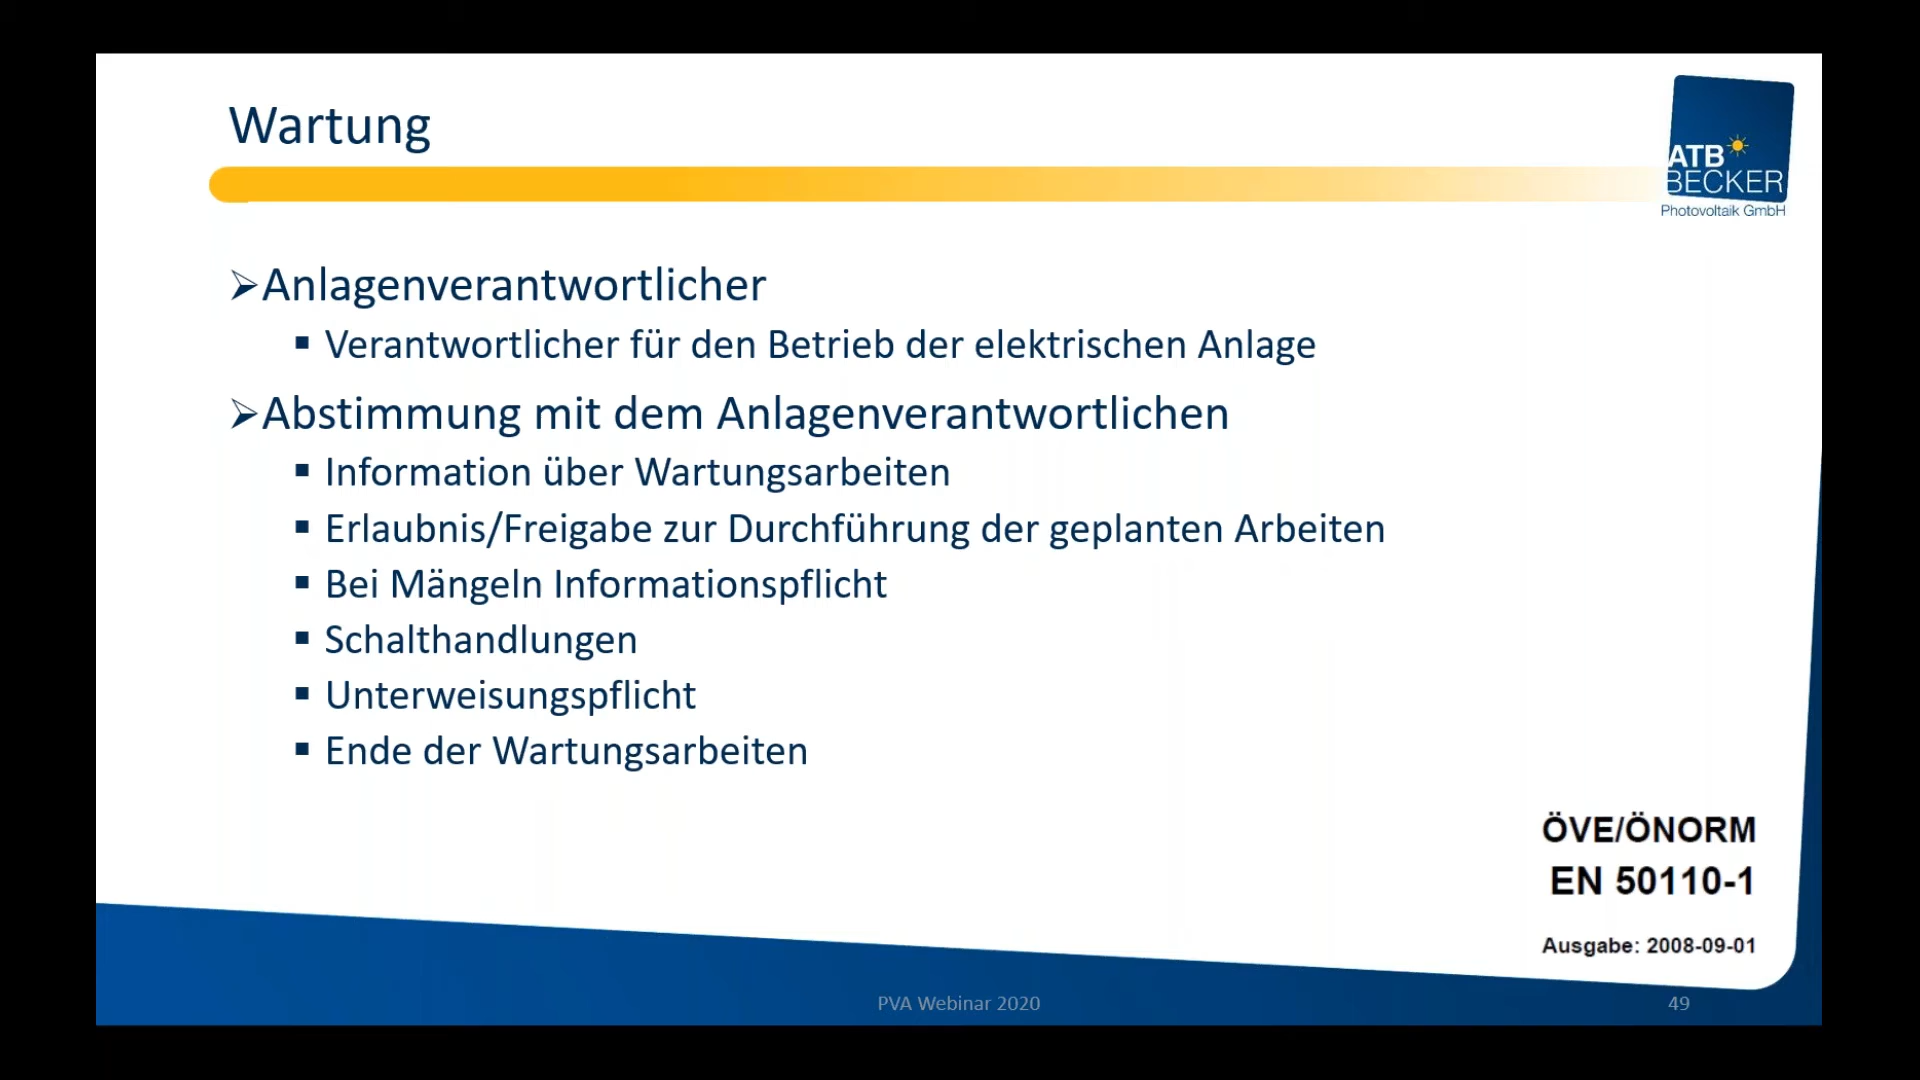 Wartung
ATB
BECKER
Photovoltaik GmbH
Anlagenverantwortlicher
Verantwortlicher für den Betrieb der elektrischen Anlage
Abstimmung mit dem Anlagenverantwortlichen
Information über Wartungsarbeiten
Erlaubnis/Freigabe zur Durchführung der geplanten Arbeiten
Bei Mängeln Informationspflicht
Schalthandlungen
Unterweisungspflicht
Ende der Wartungsarbeiten
ÖVE/ÖNORM
EN 50110-1
Ausgabe: 2008-09-01
PVA Webinar 2020
49